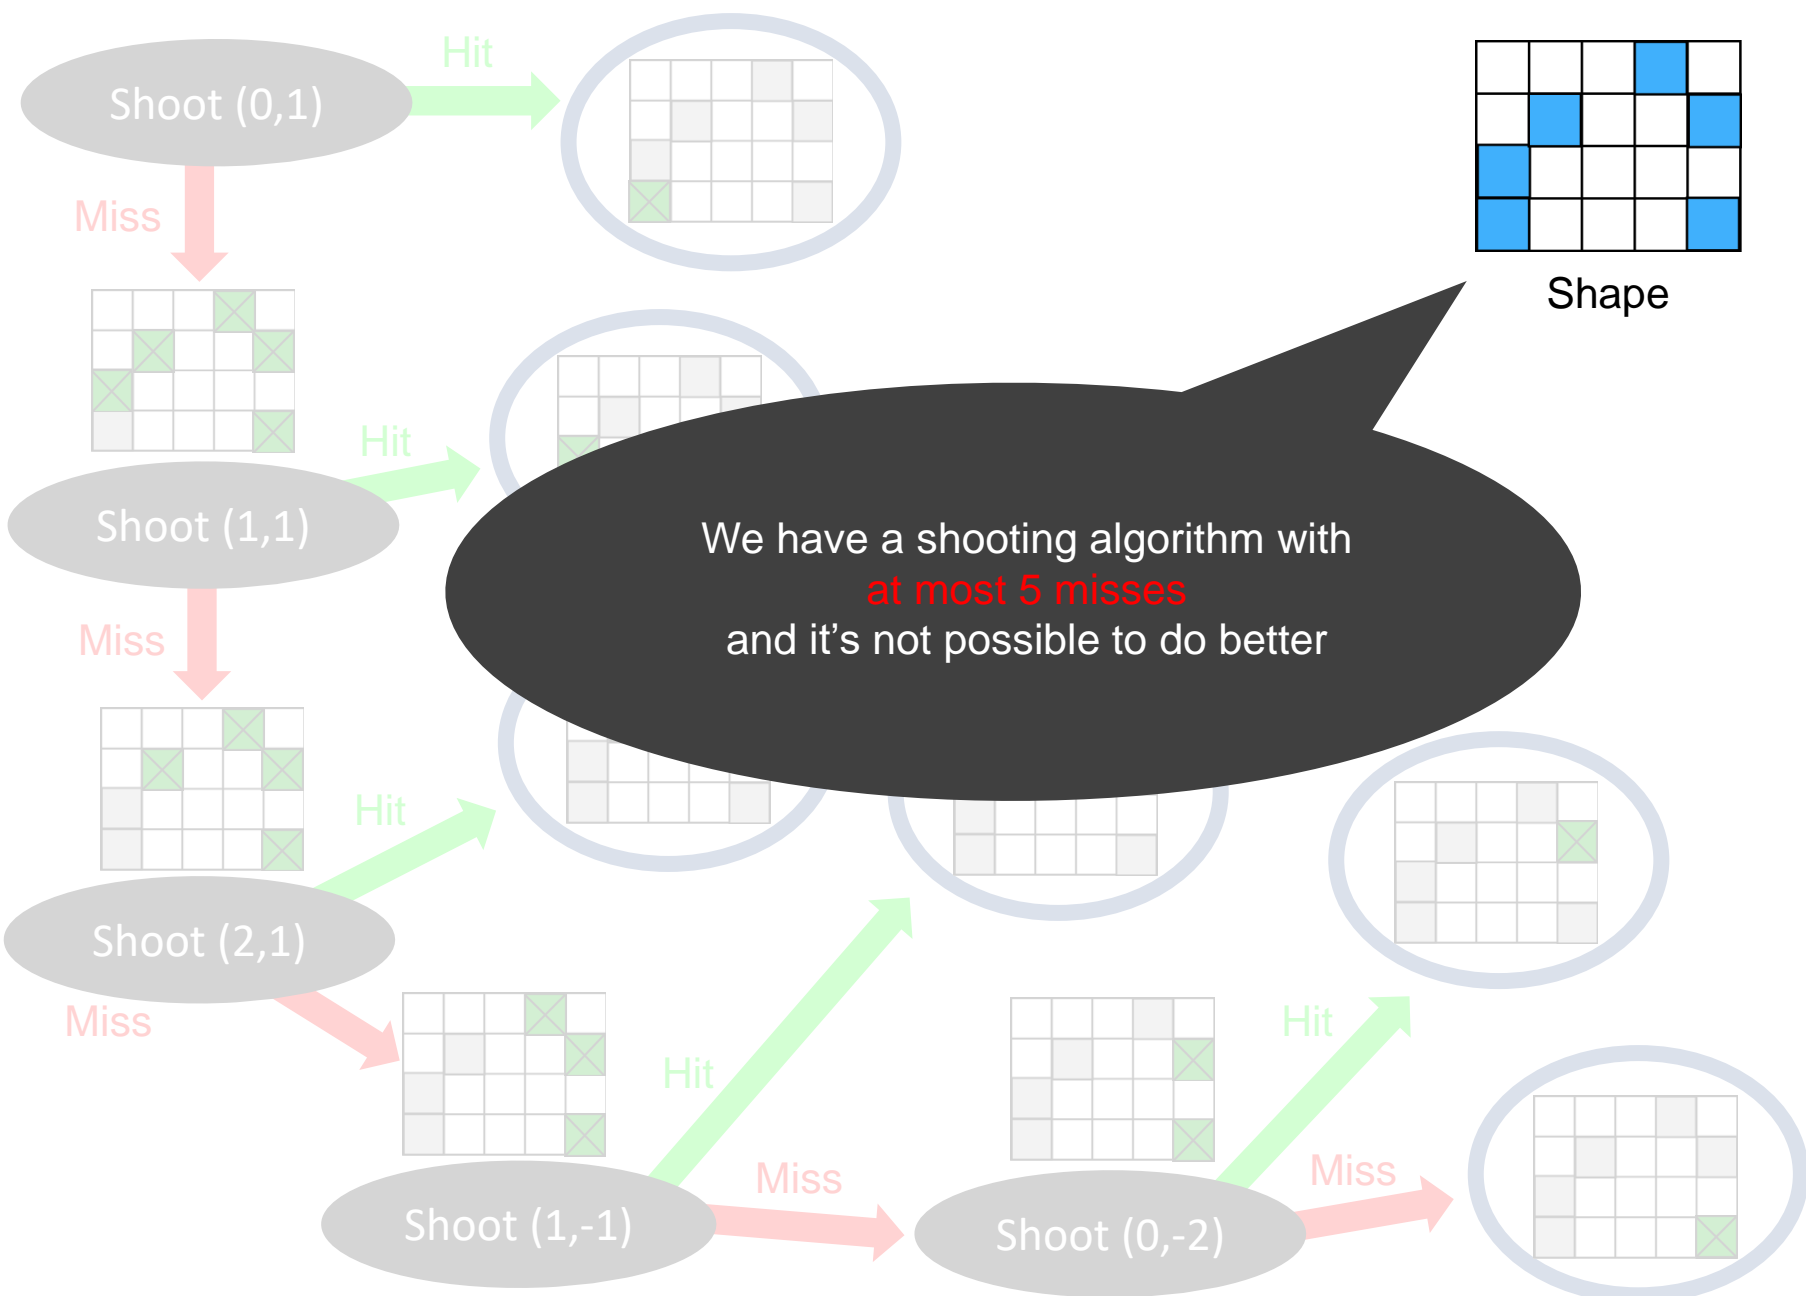 Hit
Shoot (0,1)
Miss
Shape
Hit
Shoot (1,1)
We have a shooting algorithm with
at most 5 misses
and it's not possible to do better
Miss
Hit
Shoot (2,1)
Miss
Hit
Hit
Miss
Miss
Shoot (1,-1)
Shoot (0,-2)